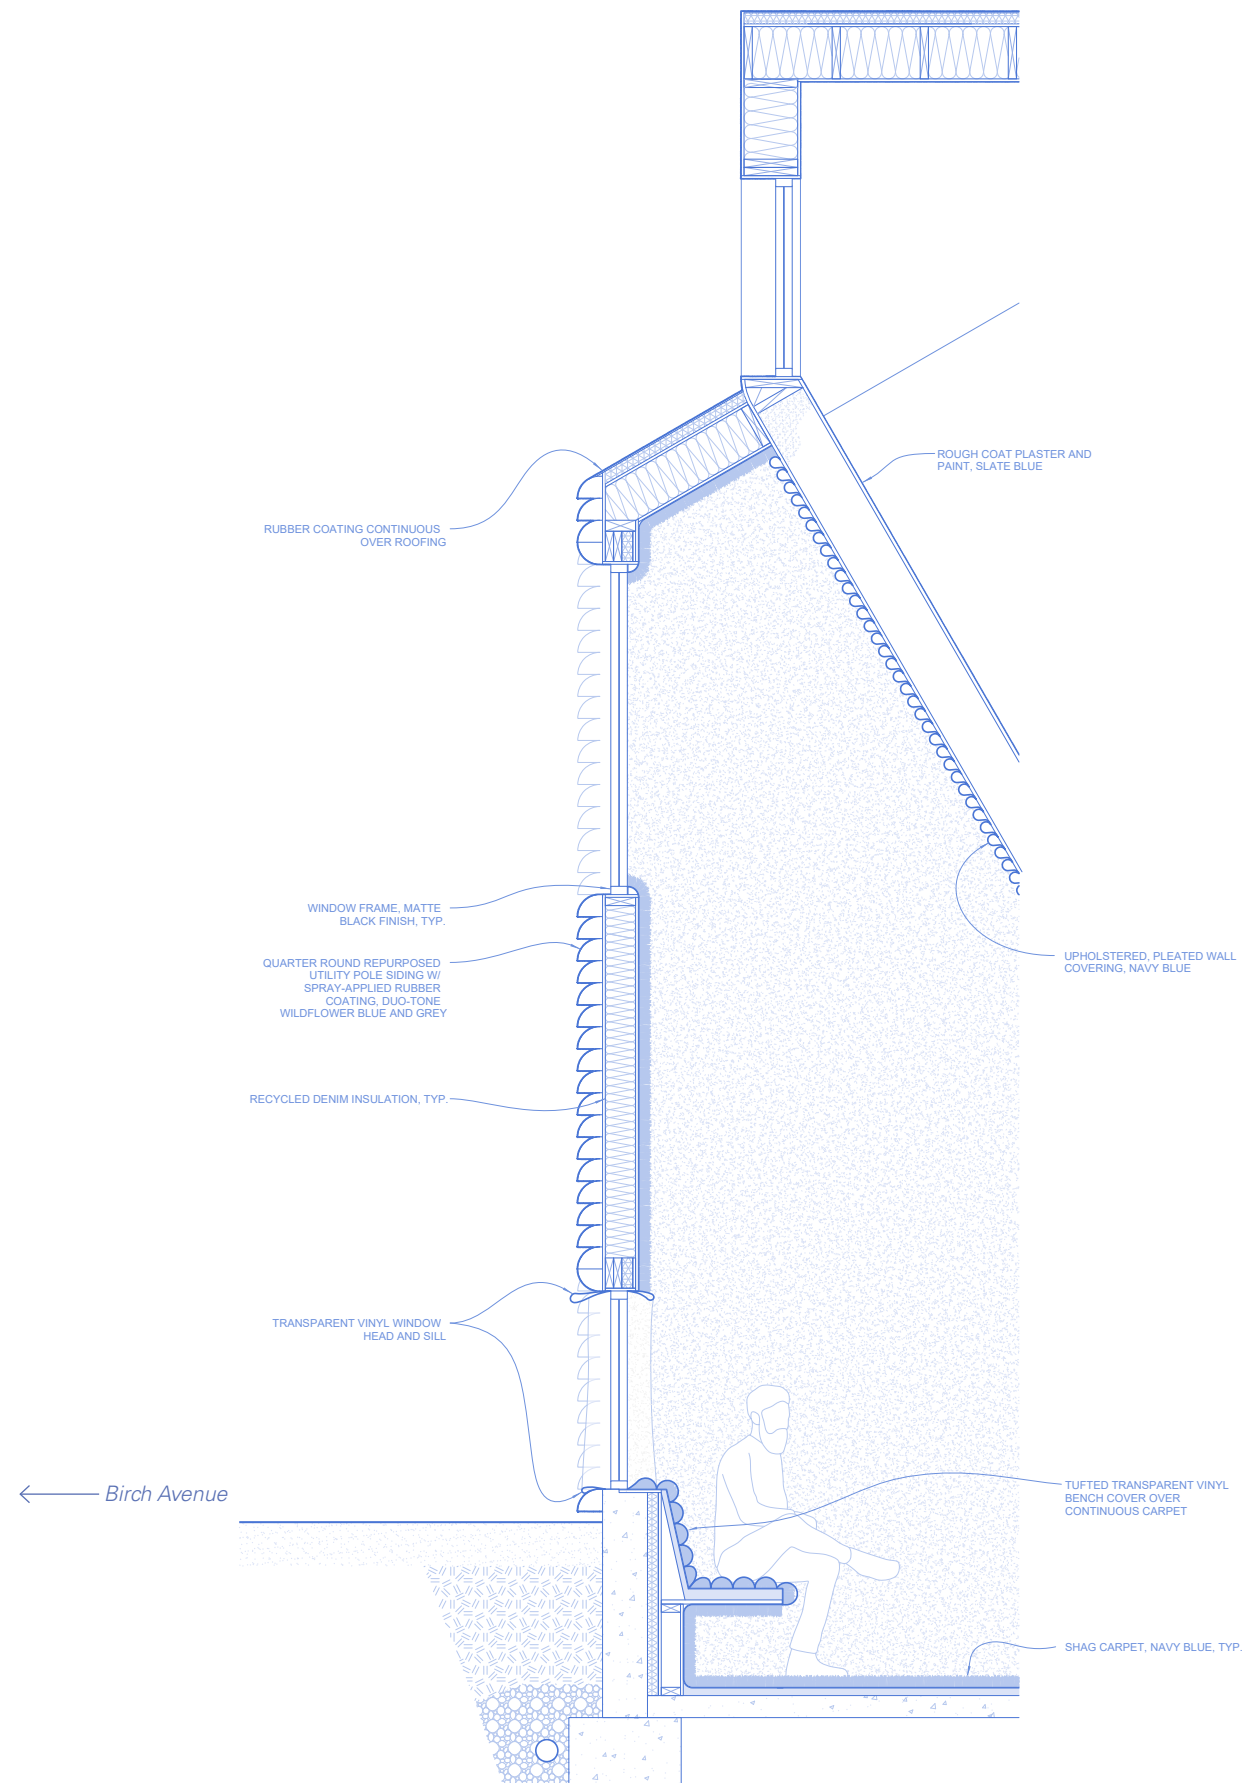 ROUGH COAT PLASTER AND
PAINT, SLATE BLUE
RUBBER COATING CONTINUOUS
OVER ROOFING
WINDOW FRAME, MATTE
BLACK FINISH, TYP.
QUARTER ROUND REPURPOSED
UTILITY POLE SIDING W/
SPRAY-APPLIED RUBBER
COATING, DUO-TONE
WILDFLOWER BLUE AND GREY
UPHOLSTERED, PLEATED WALL
COVERING, NAVY BLUE
RECYCLED DENIM INSULATION, TYP.
TRANSPARENT VINYL WINDOW
HEAD AND SILL
Birch Avenue
TUFTED TRANSPARENT VINYL
BENCH COVER OVER
CONTINUOUS CARPET
SHAG CARPET, NAVY BLUE, TYP.